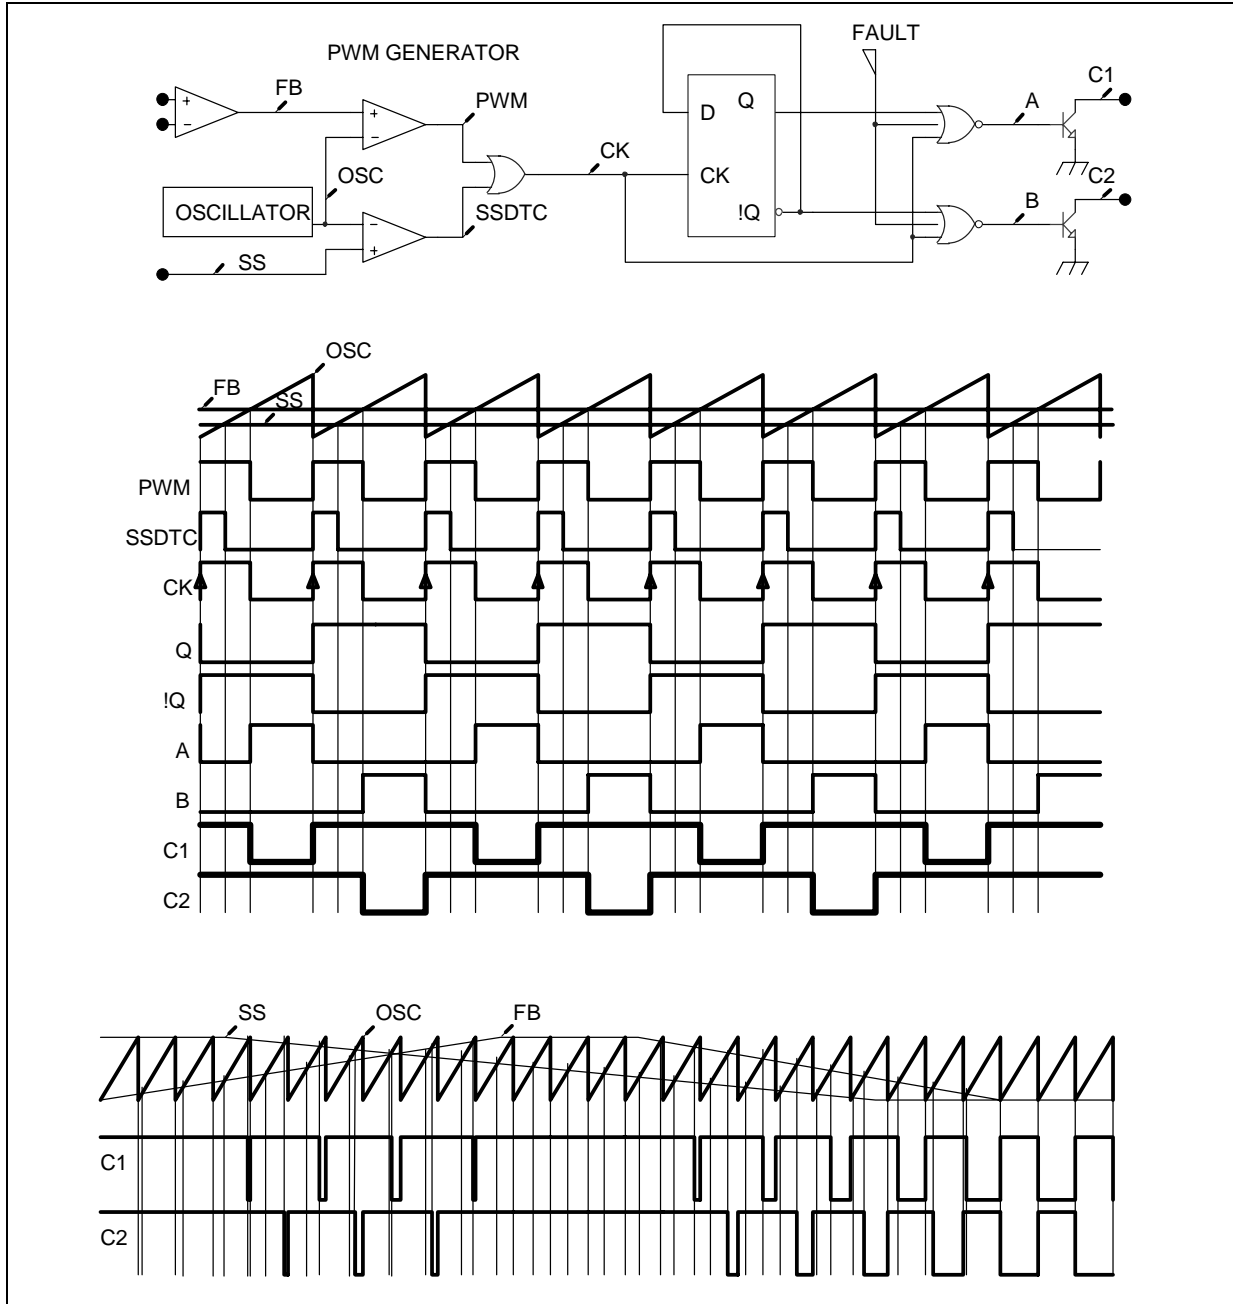 PWM GENERATOR
FAULT
FB
PWM
C1
A
D
Q
OSC
CK
CK
C2
OSCILLATOR
SSDTC
!Q
B
SS
+
−
+
−
−
+
OSC
FB
SS
PWM
SSDTC
CK
Q
!Q
A
B
C1
C2
SS
OSC
FB
C1
C2